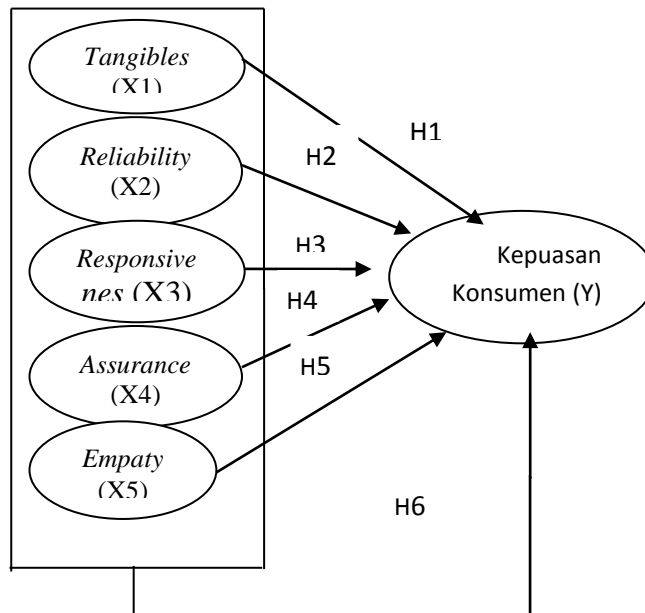 Tangibles
(X1)
H1
H2
Reliability
(X2)
H3
Responsive
nes (X3)
Kepuasan
Konsumen (Y)
H4
Assurance
(X4)
H5
Empaty
(X5)
H6